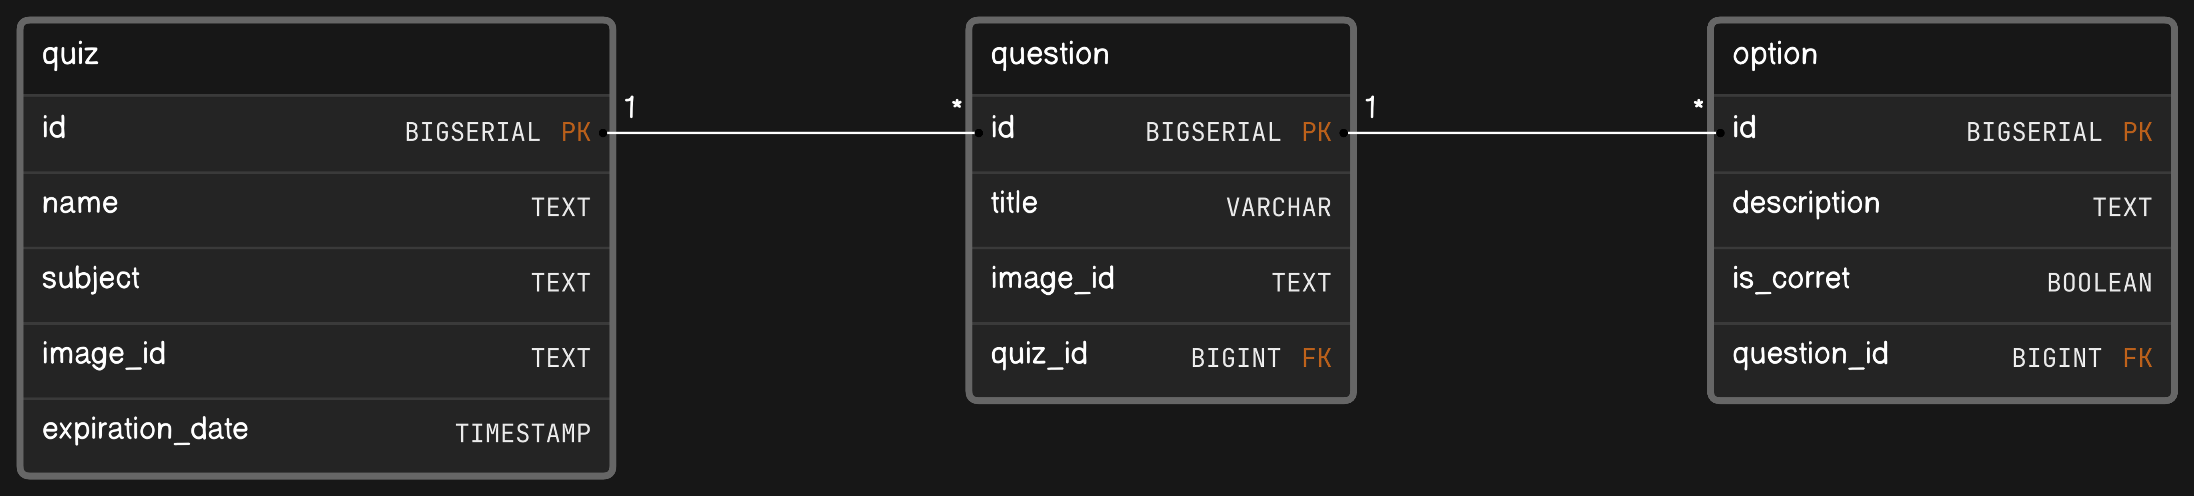 quiz
id BIGSERIAL PK
name TEXT
subject TEXT
image_id TEXT
expiration_date TIMESTAMP
1 *
question
id BIGSERIAL PK
title VARCHAR
image_id TEXT
quiz_id BIGINT FK
1 *
option
id BIGSERIAL PK
description TEXT
is_corret BOOLEAN
question_id BIGINT FK